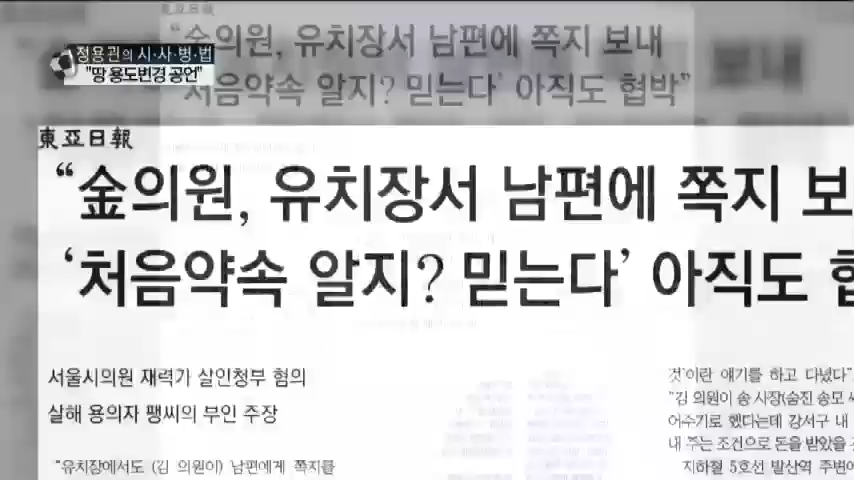 정용관의 시·사·병·법
"땅 용도변경 공언"
金의원, 유치장서 남편에 쪽지 보내
처음약속 알지? 믿는다' 아직도 협박"
보내
東亞日報
“金의원, 유치장서 남편에 쪽지 보
‘처음약속 알지? 믿는다’ 아직도 협
서울시의원 재력가 살인청부 혐의
살해 용의자 팽씨의 부인 주장
“유치장에서도 (김 의원이) 남편에게 쪽지를
것’이란 얘기를 하고 다녔다”
“김 의원이 송 사장(숨진 송모 씨
어주기로 했다는데 강서구 내
내 주는 조건으로 돈을 받았을
지하철 5호선 발산역 주변에